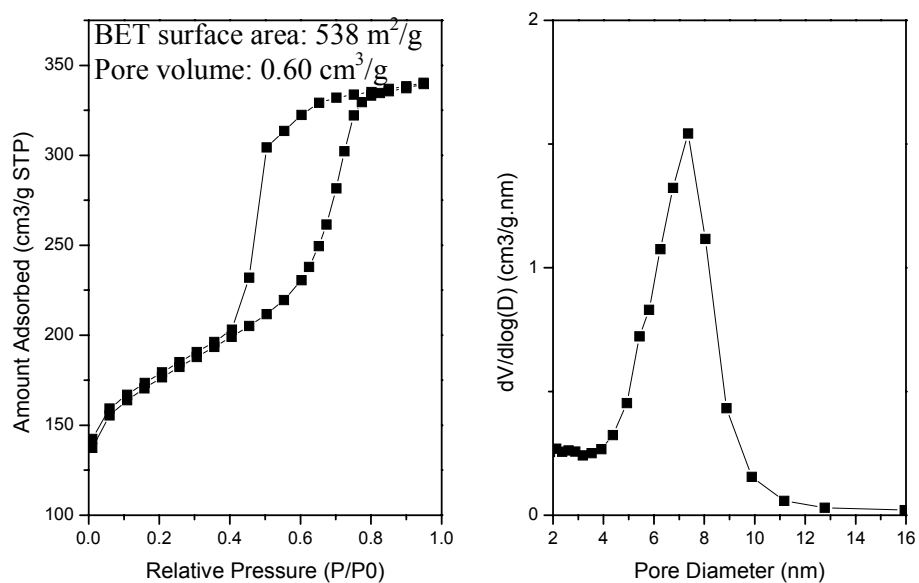 BET surface area: 538 m²/g
Pore volume: 0.60 cm³/g
350
300
250
200
150
100
0.0 0.2 0.4 0.6 0.8 1.0
Amount Adsorbed (cm3/g STP)
Relative Pressure (P/P0)
2
1
0
2 4 6 8 10 12 14 16
dV/dlog(D) (cm3/g.nm)
Pore Diameter (nm)